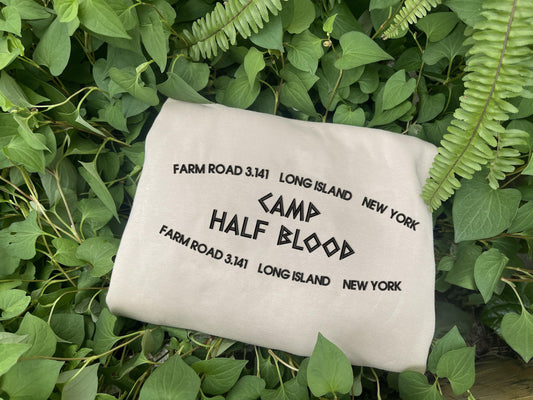 FARM ROAD 3.141 LONG ISLAND NEW YORK
CAMP
HALF BLOOD
FARM ROAD 3.141 LONG ISLAND NEW YORK